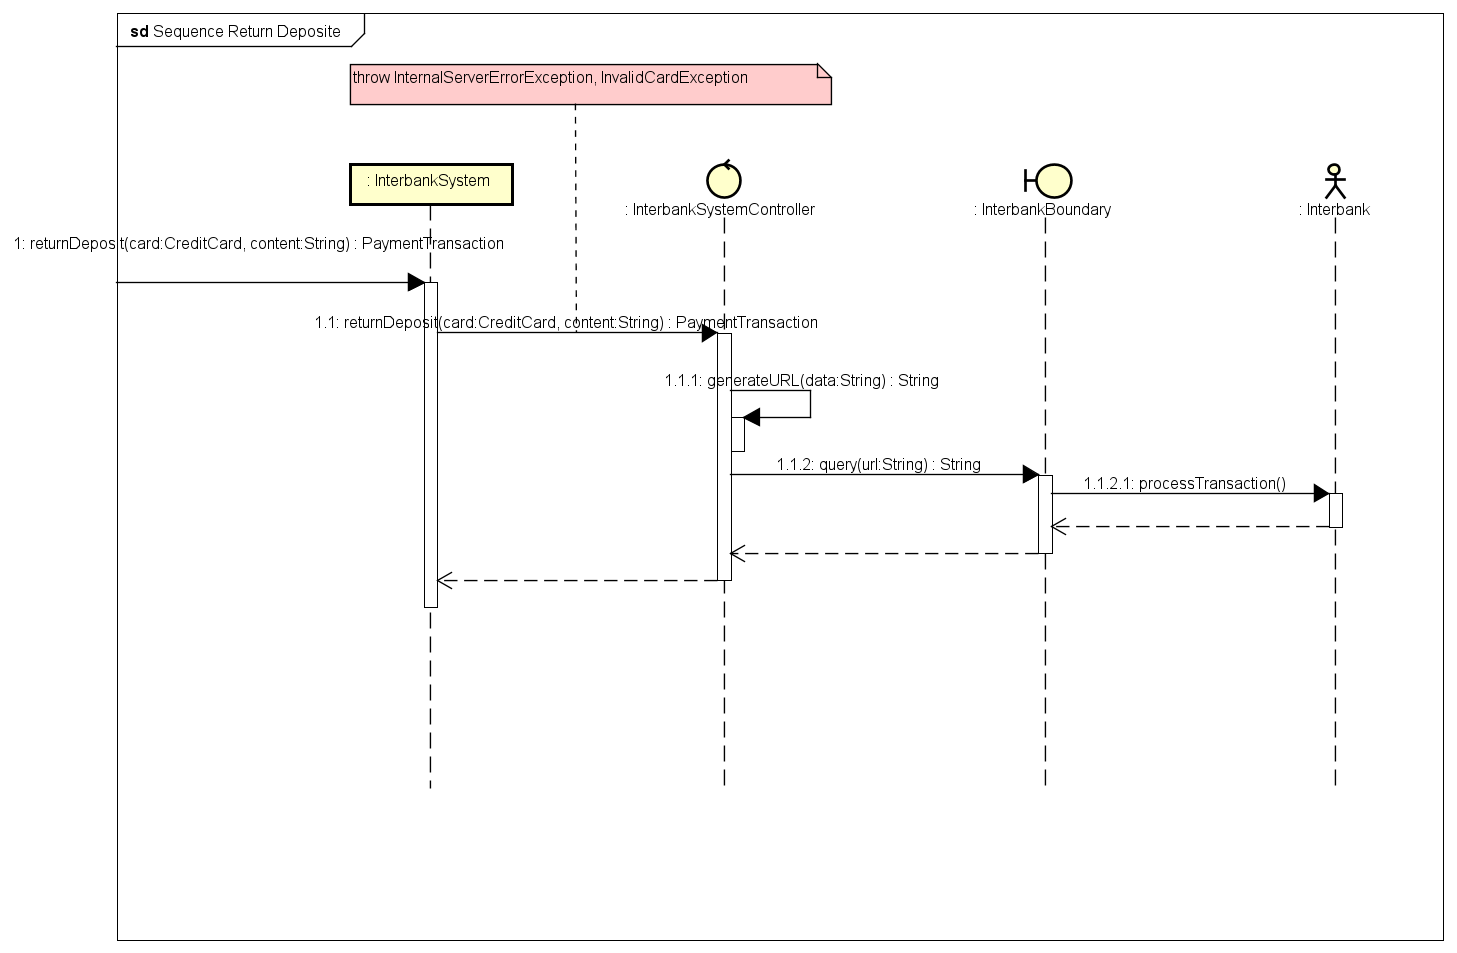 sd Sequence Return Deposite
throw InternalServerErrorException, InvalidCardException
: InterbankSystem
: InterbankSystemController
: InterbankBoundary
: Interbank
1: returnDeposit(card:CreditCard, content:String) : PaymentTransaction
1.1: returnDeposit(card:CreditCard, content:String) : PaymentTransaction
1.1.1: generateURL(data:String) : String
1.1.2: query(url:String) : String
1.1.2.1: processTransaction()